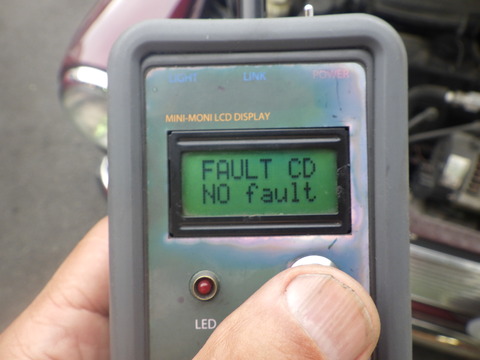 LIGHT LINK POWER
MINI-MONI LCD DISPLAY
FAULT CD
NO fault
LED